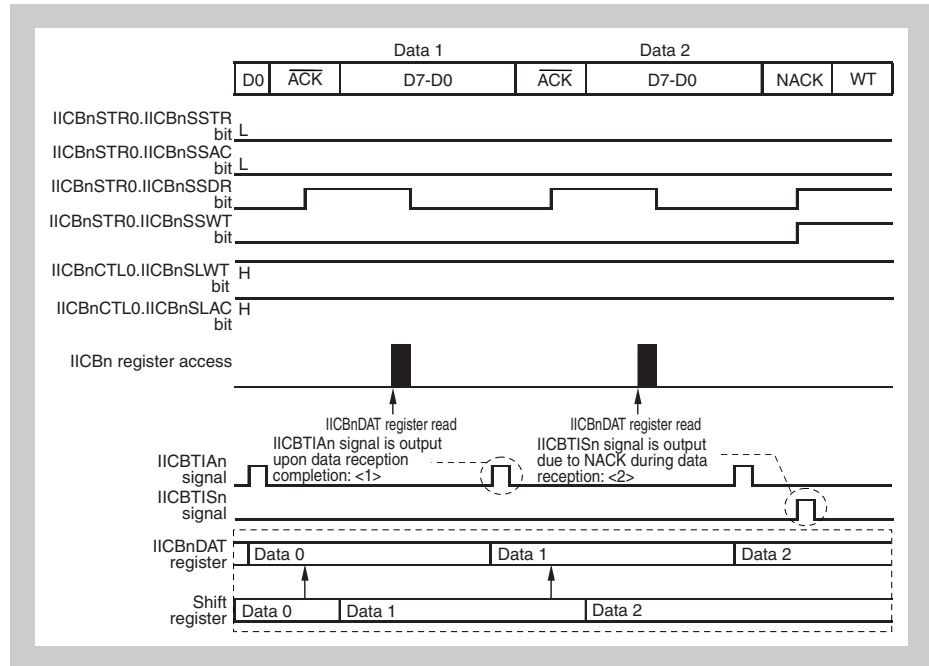 Data 1 Data 2
D0 ACK D7-D0 ACK D7-D0 NACK WT
IICBnSTR0.IICBnSSTR
bit L
IICBnSTR0.IICBnSSAC
bit L
IICBnSTR0.IICBnSSDR
bit
IICBnSTR0.IICBnSSWT
bit
IICBnCTL0.IICBnSLWT H
bit
IICBnCTL0.IICBnSLAC H
bit
IICBn register access
IICBnDAT register read
IICBTIAn signal is output
upon data reception
completion: <1>
IICBnDAT register read
IICBTISn signal is output
due to NACK during data
reception: <2>
IICBTIAn
signal
IICBTISn
signal
IICBnDAT
register
Data 0 Data 1 Data 2
Shift
register
Data 0 Data 1 Data 2